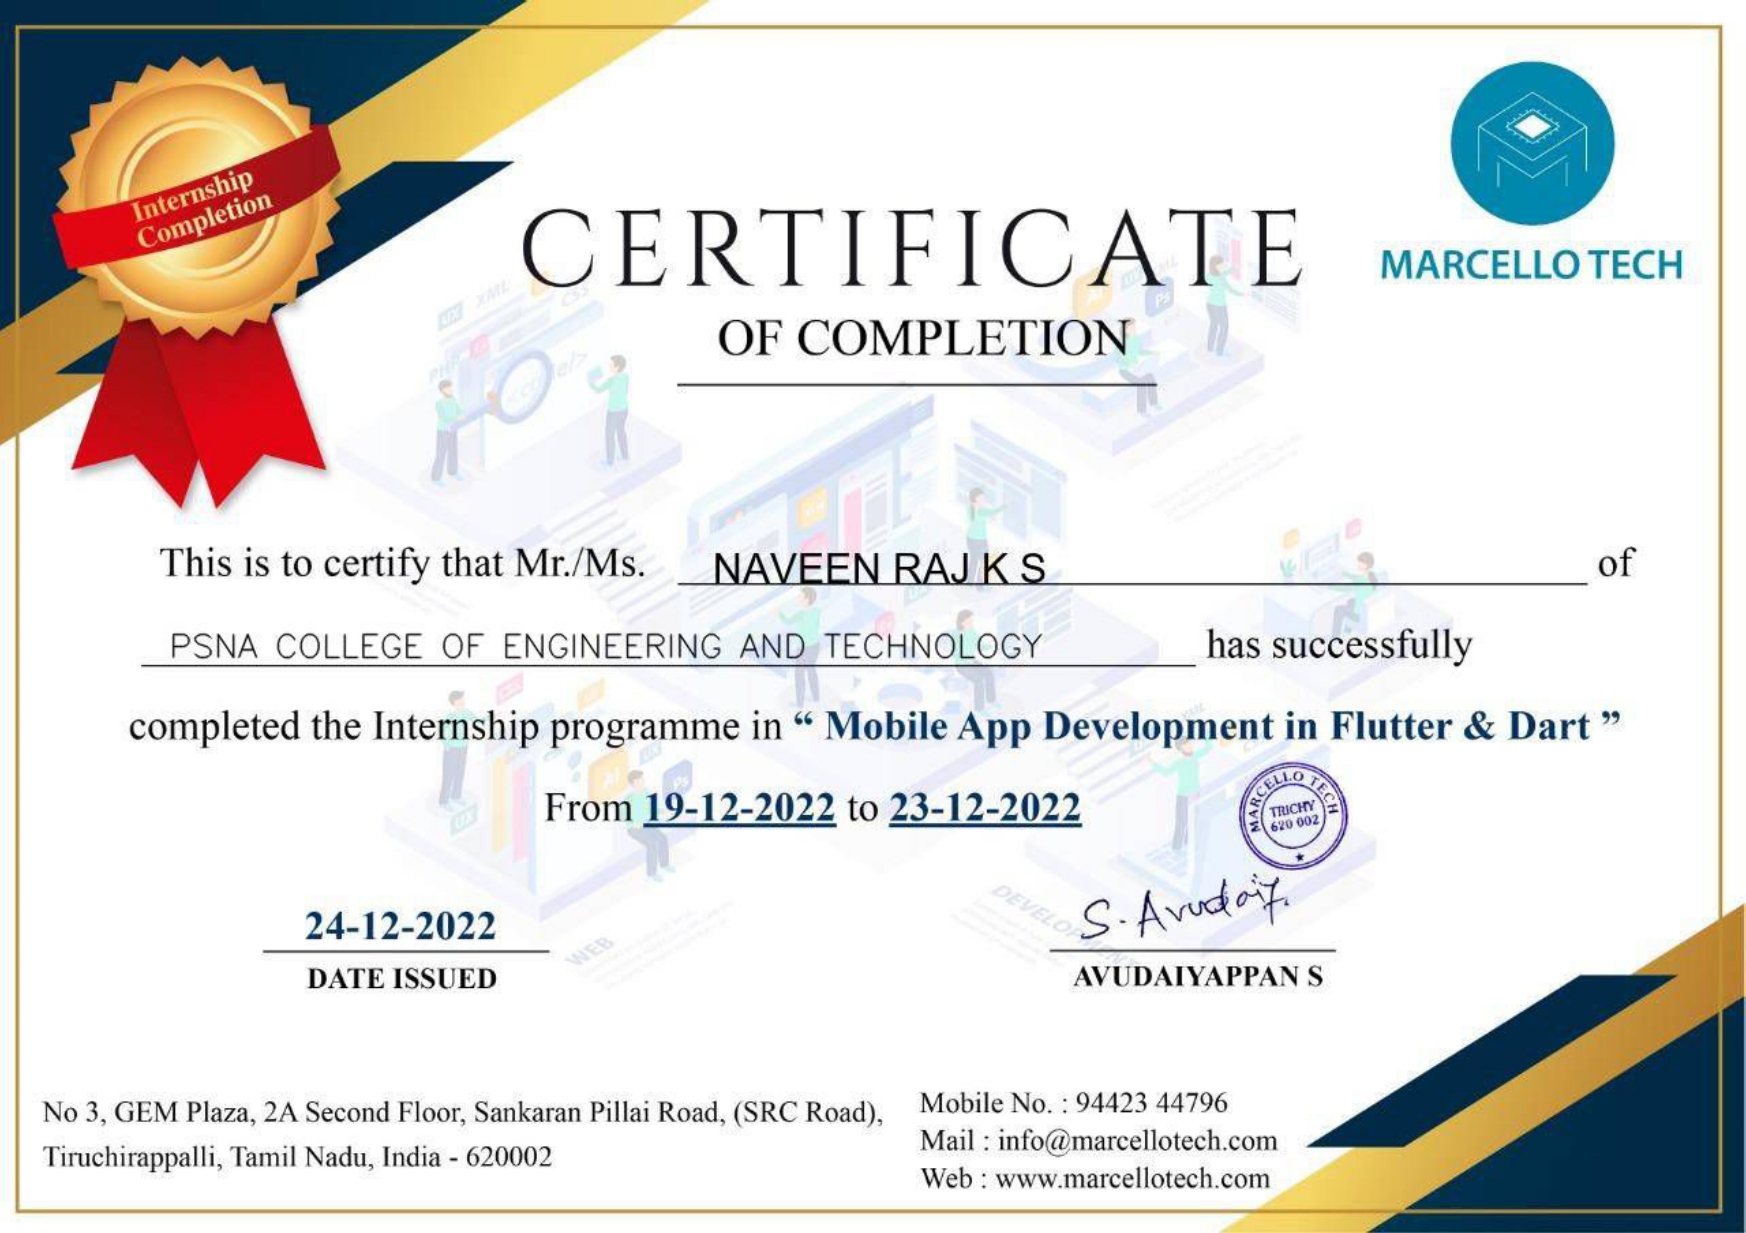 Internship
Completion
MARCELLO TECH
CERTIFICATE
OF COMPLETION
This is to certify that Mr./Ms. NAVEEN RAJ K S of
PSNA COLLEGE OF ENGINEERING AND TECHNOLOGY has successfully
completed the Internship programme in “ Mobile App Development in Flutter & Dart ”
From 19-12-2022 to 23-12-2022
MARCELLO TECH
TRICHY
620 002
24-12-2022
DATE ISSUED
AVUDAIYAPPAN S
WEB
DEVELOPMENT
No 3, GEM Plaza, 2A Second Floor, Sankaran Pillai Road, (SRC Road),
Tiruchirappalli, Tamil Nadu, India - 620002
Mobile No. : 94423 44796
Mail : info@marcellotech.com
Web : www.marcellotech.com